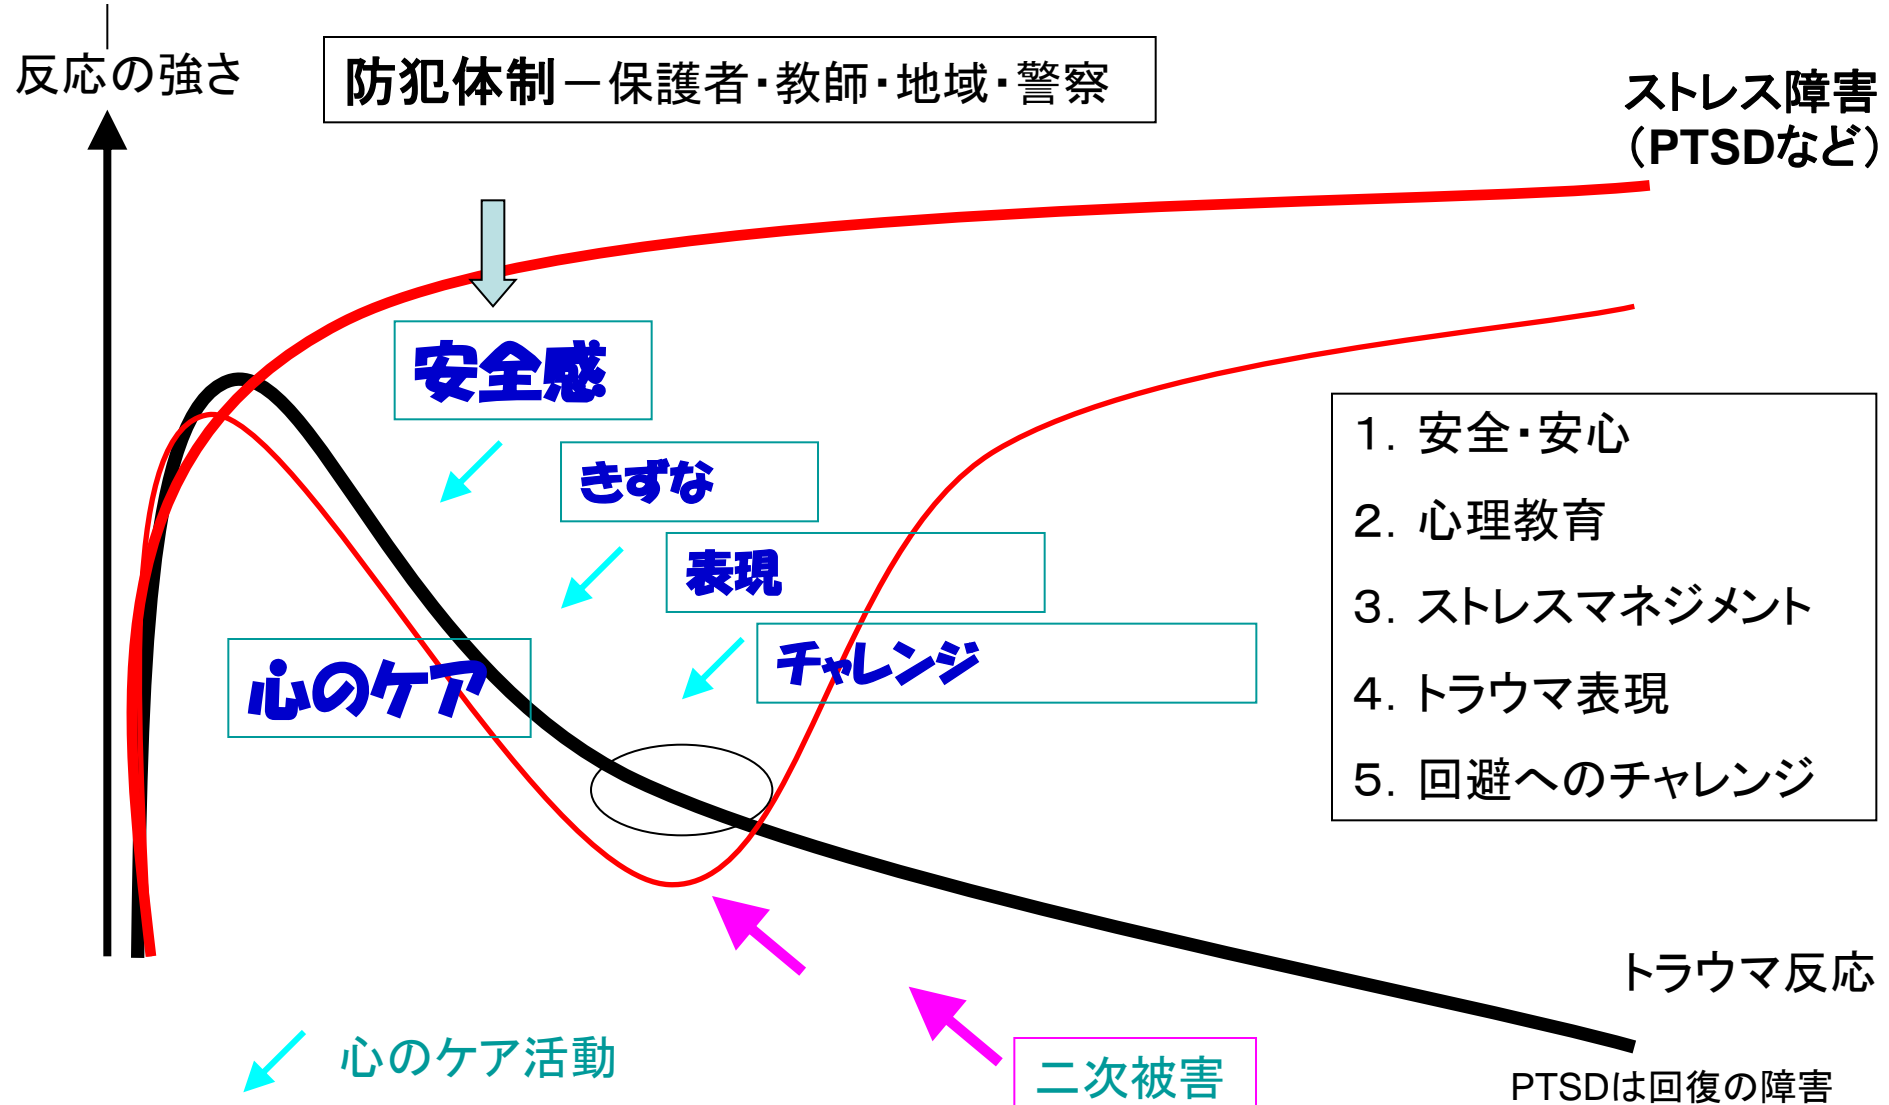 反応の強さ
防犯体制－保護者・教師・地域・警察
ストレス障害
（PTSDなど）
安全感
きずな
表現
チャレンジ
心のケア
１．安全・安心
２．心理教育
３．ストレスマネジメント
４．トラウマ表現
５．回避へのチャレンジ
トラウマ反応
心のケア活動
二次被害
PTSDは回復の障害